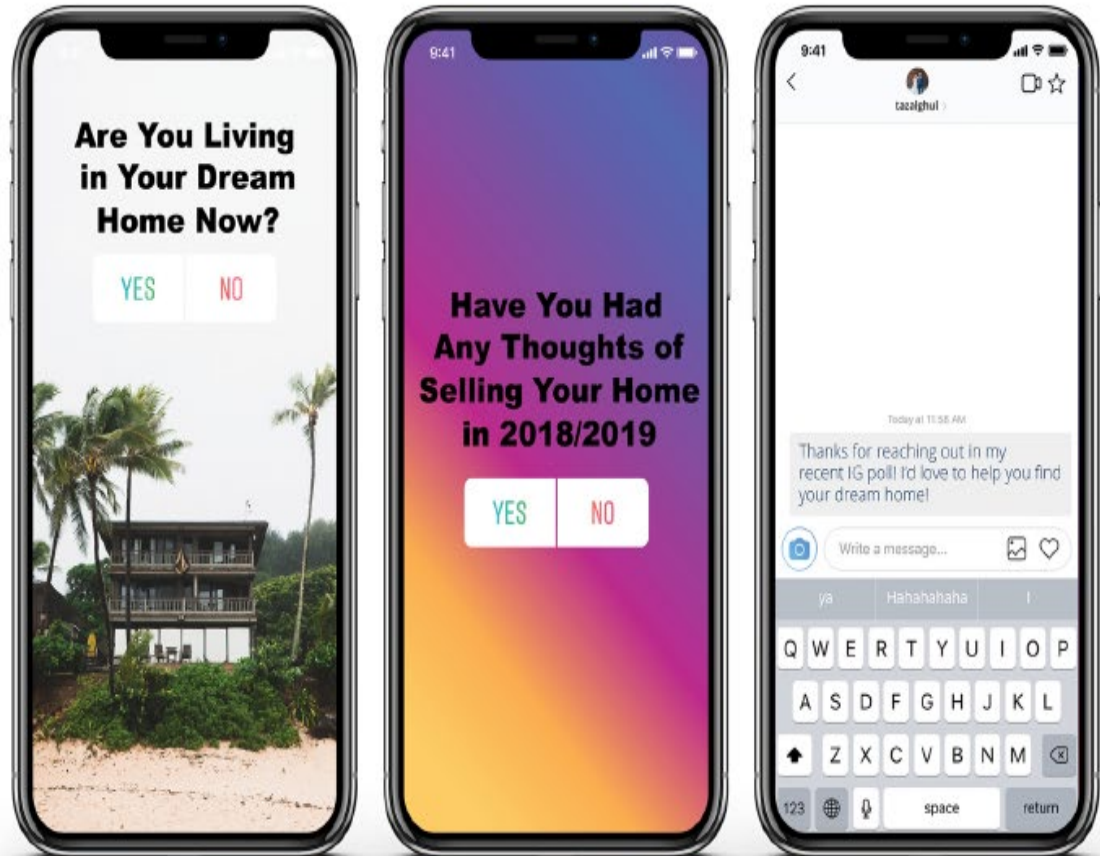 Are You Living
in Your Dream
Home Now?
YES NO
9:41
Have You Had
Any Thoughts of
Selling Your Home
in 2018/2019
YES NO
9:41
tazalghul
Today at 11:58 AM
Thanks for reaching out in my
recent IG poll! I'd love to help you find
your dream home!
Write a message...
ya Hahahahaha I
Q W E R T Y U I O P
A S D F G H J K L
Z X C V B N M
123 space return